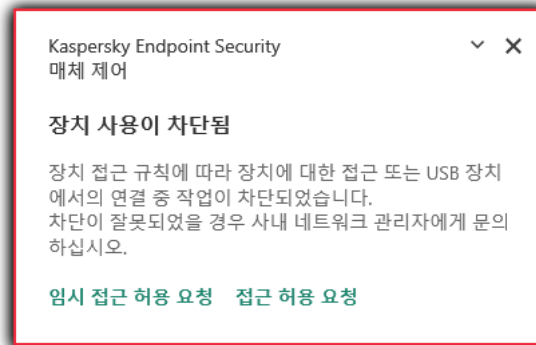 Kaspersky Endpoint Security
매체 제어
장치 사용이 차단됨
장치 접근 규칙에 따라 장치에 대한 접근 또는 USB 장치
에서의 연결 중 작업이 차단되었습니다.
차단이 잘못되었을 경우 사내 네트워크 관리자에게 문의
하십시오.
임시 접근 허용 요청 접근 허용 요청